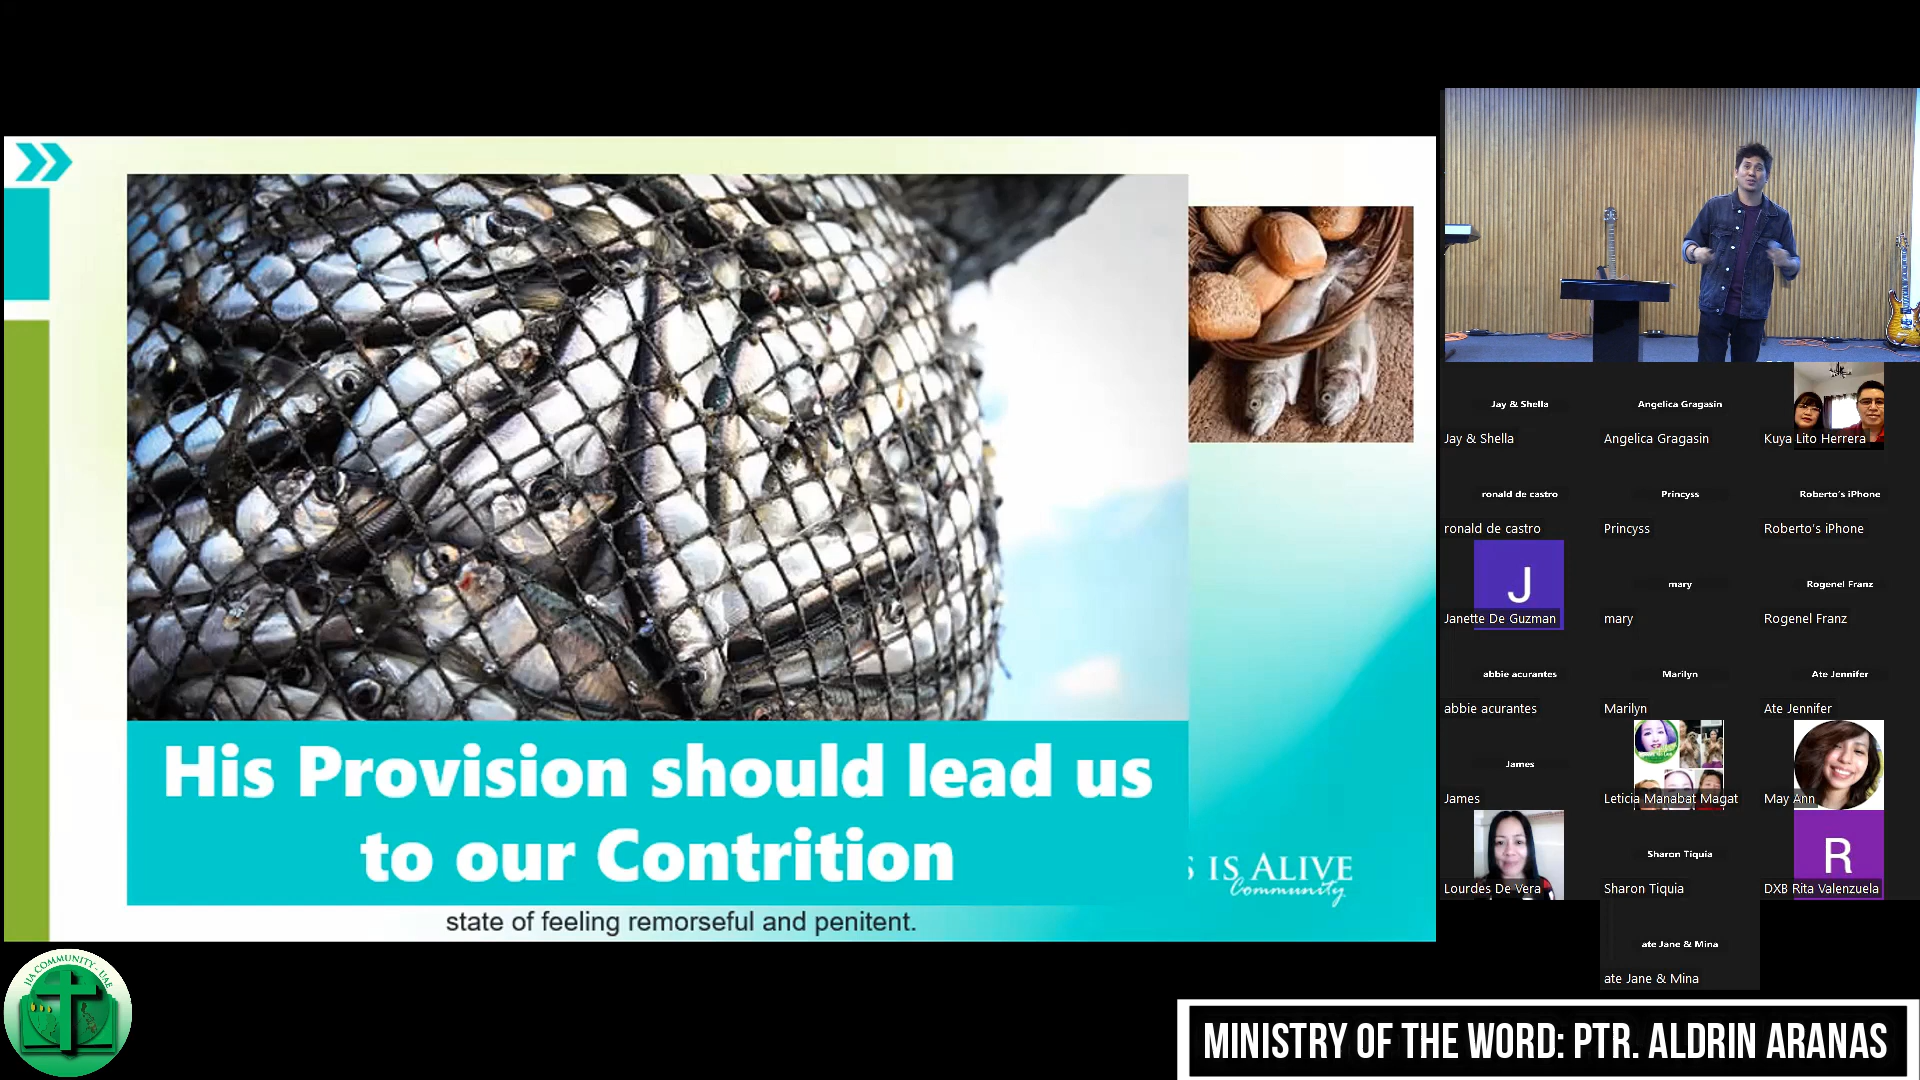 His Provision should lead us
to our Contrition
state of feeling remorseful and penitent.
S IS ALIVE
Community
JIA COMMUNITY - UAE
Jay & Shella
Jay & Shella
Angelica Gragasin
Angelica Gragasin
Kuya Lito Herrera
ronald de castro
ronald de castro
Princyss
Princyss
Roberto's iPhone
Roberto's iPhone
J
Janette De Guzman
mary
mary
Rogenel Franz
Rogenel Franz
abbie acurantes
abbie acurantes
Marilyn
Marilyn
Ate Jennifer
Ate Jennifer
James
James
Leticia Manabat Magat
May Ann
Lourdes De Vera
Sharon Tiquia
Sharon Tiquia
R
DXB Rita Valenzuela
ate Jane & Mina
ate Jane & Mina
MINISTRY OF THE WORD: PTR. ALDRIN ARANAS